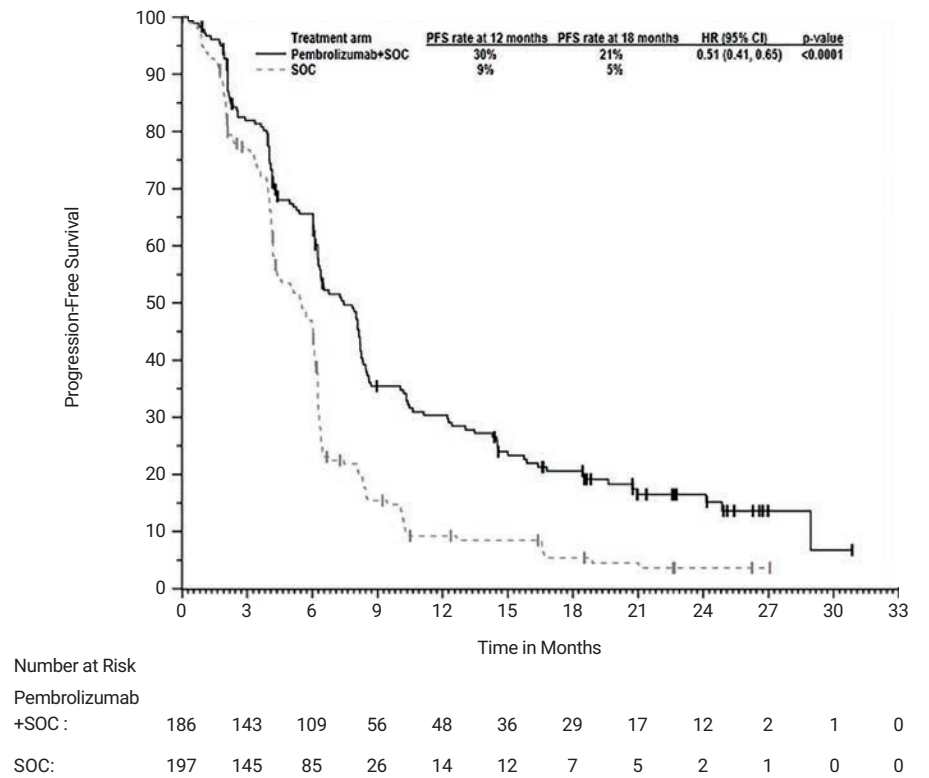 100
90
80
70
60
50
40
30
20
10
0
Progression-Free Survival
Treatment arm PFS rate at 12 months PFS rate at 18 months HR (95% CI) p-value
Pembrolizumab+SOC 30% 21% 0.51 (0.41, 0.65) <0.0001
SOC 9% 5%
0 3 6 9 12 15 18 21 24 27 30 33
Time in Months
Number at Risk
Pembrolizumab
+SOC : 186 143 109 56 48 36 29 17 12 2 1 0
SOC: 197 145 85 26 14 12 7 5 2 1 0 0